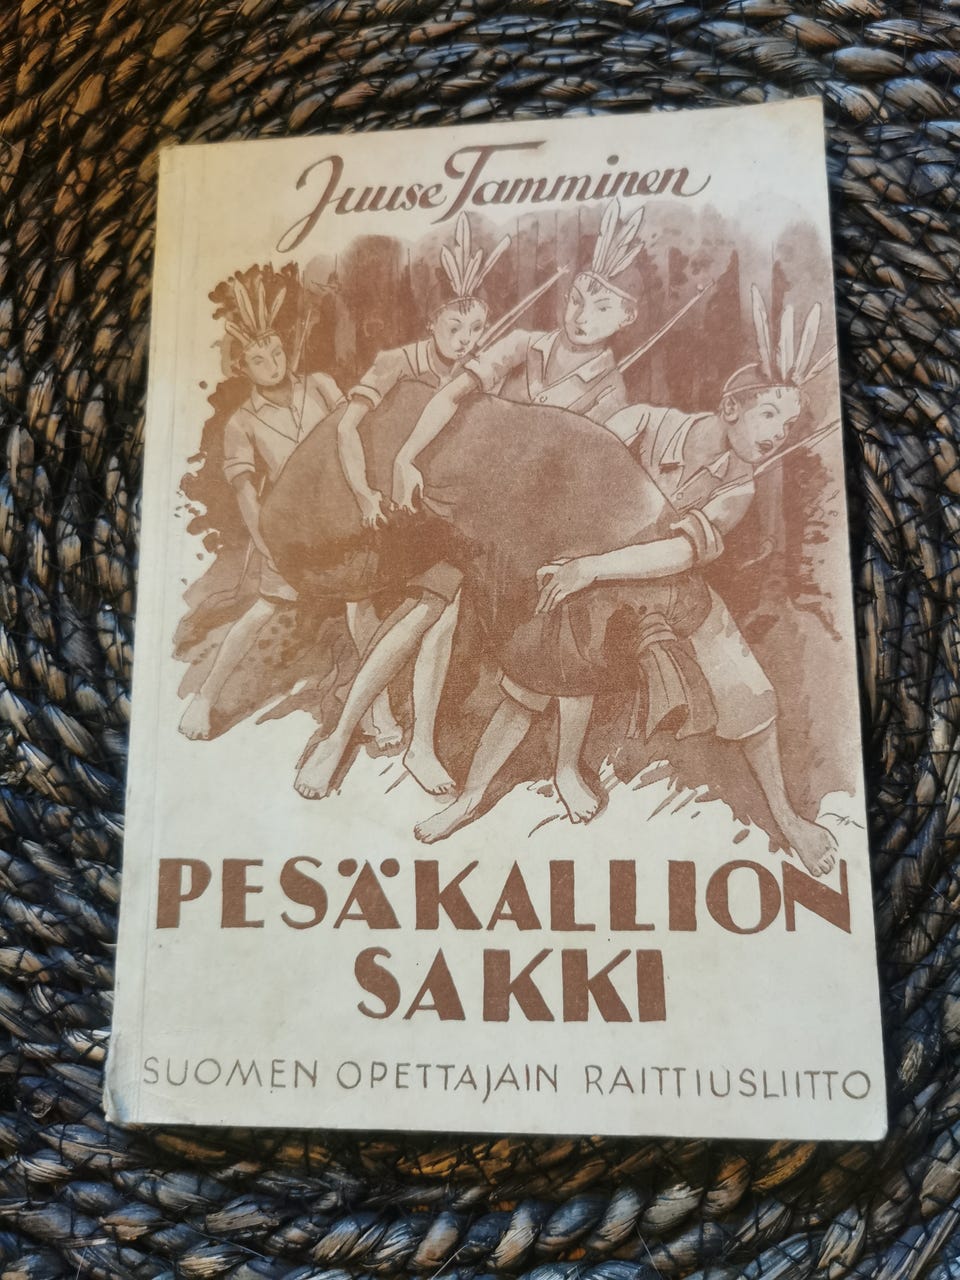 Juuse Tamminen
PESÄKALLION
SAKKI
SUOMEN OPETTAJAIN RAITTIUSLIITTO